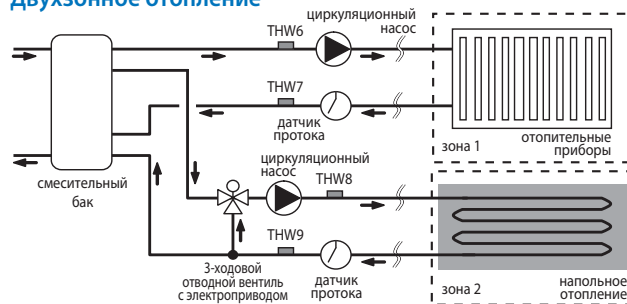 Двухзонное отопление
циркуляционный
насос
THW6
THW7
датчик
протока
зона 1
отопительные
приборы
смесительный
бак
циркуляционный
насос
THW8
THW9
3-ходовой
отводной вентиль
с электроприводом
датчик
протока
зона 2
напольное
отопление